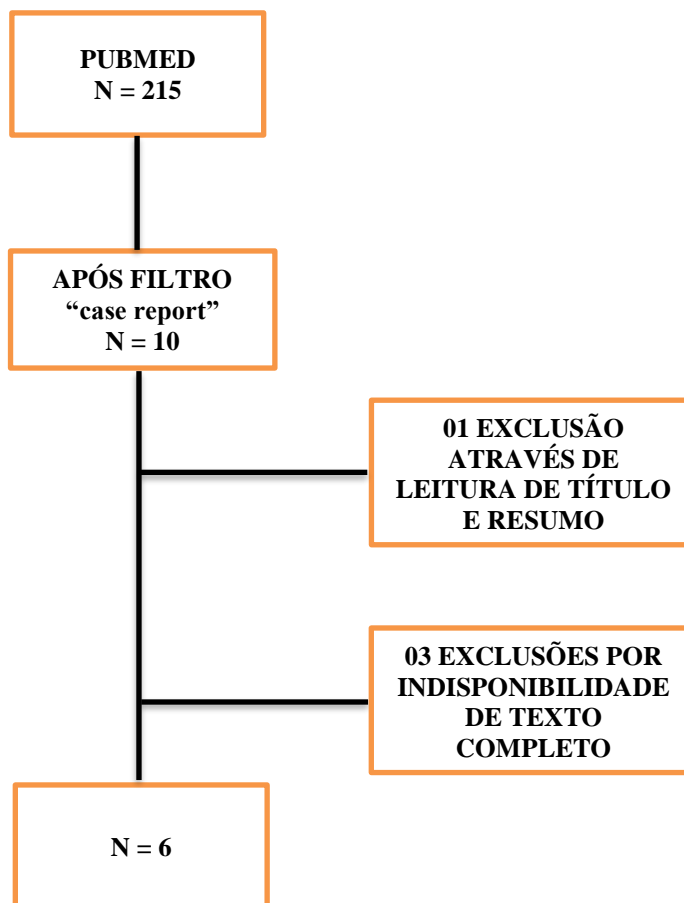 PUBMED
N = 215
APÓS FILTRO
“case report”
N = 10
01 EXCLUSÃO
ATRAVÉS DE
LEITURA DE TÍTULO
E RESUMO
03 EXCLUSÕES POR
INDISPONIBILIDADE
DE TEXTO
COMPLETO
N = 6